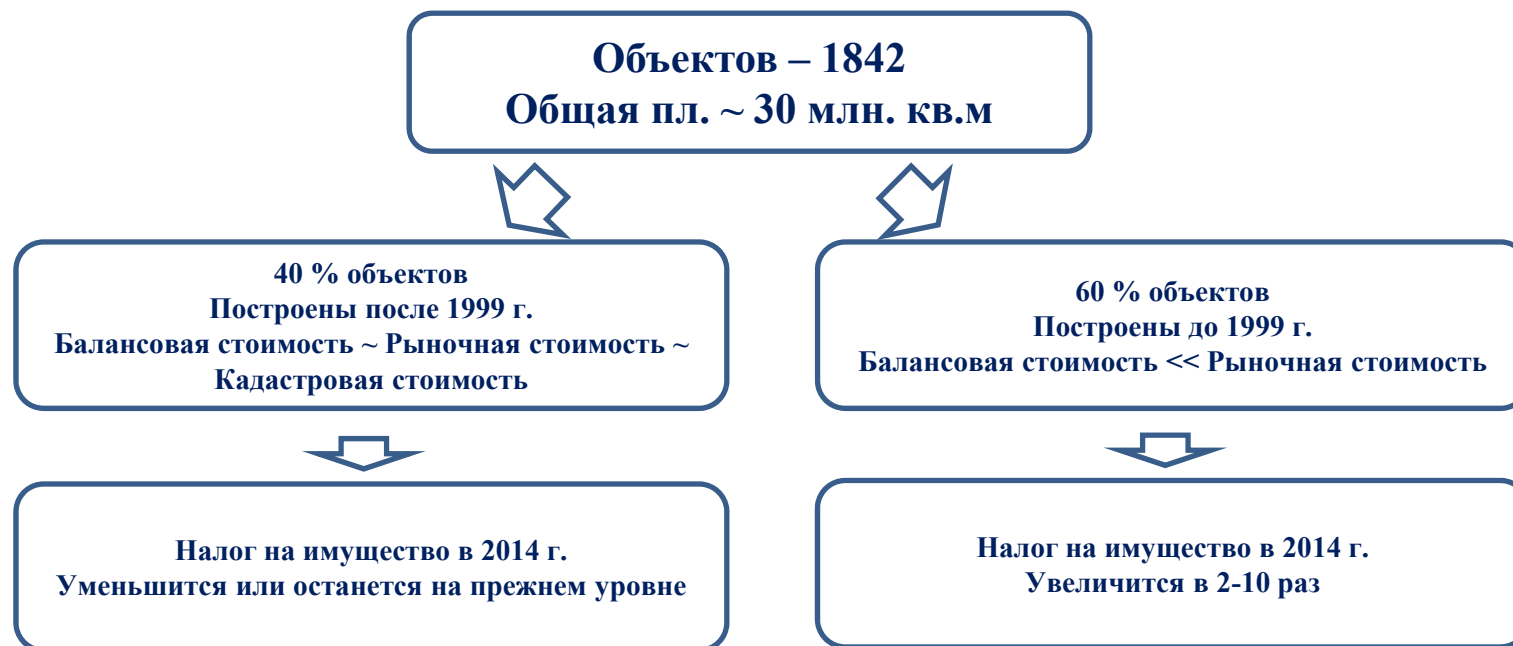 Объектов – 1842
Общая пл. ~ 30 млн. кв.м
40 % объектов
Построены после 1999 г.
Балансовая стоимость ~ Рыночная стоимость ~
Кадастровая стоимость
60 % объектов
Построены до 1999 г.
Балансовая стоимость << Рыночная стоимость
Налог на имущество в 2014 г.
Уменьшится или останется на прежнем уровне
Налог на имущество в 2014 г.
Увеличится в 2-10 раз